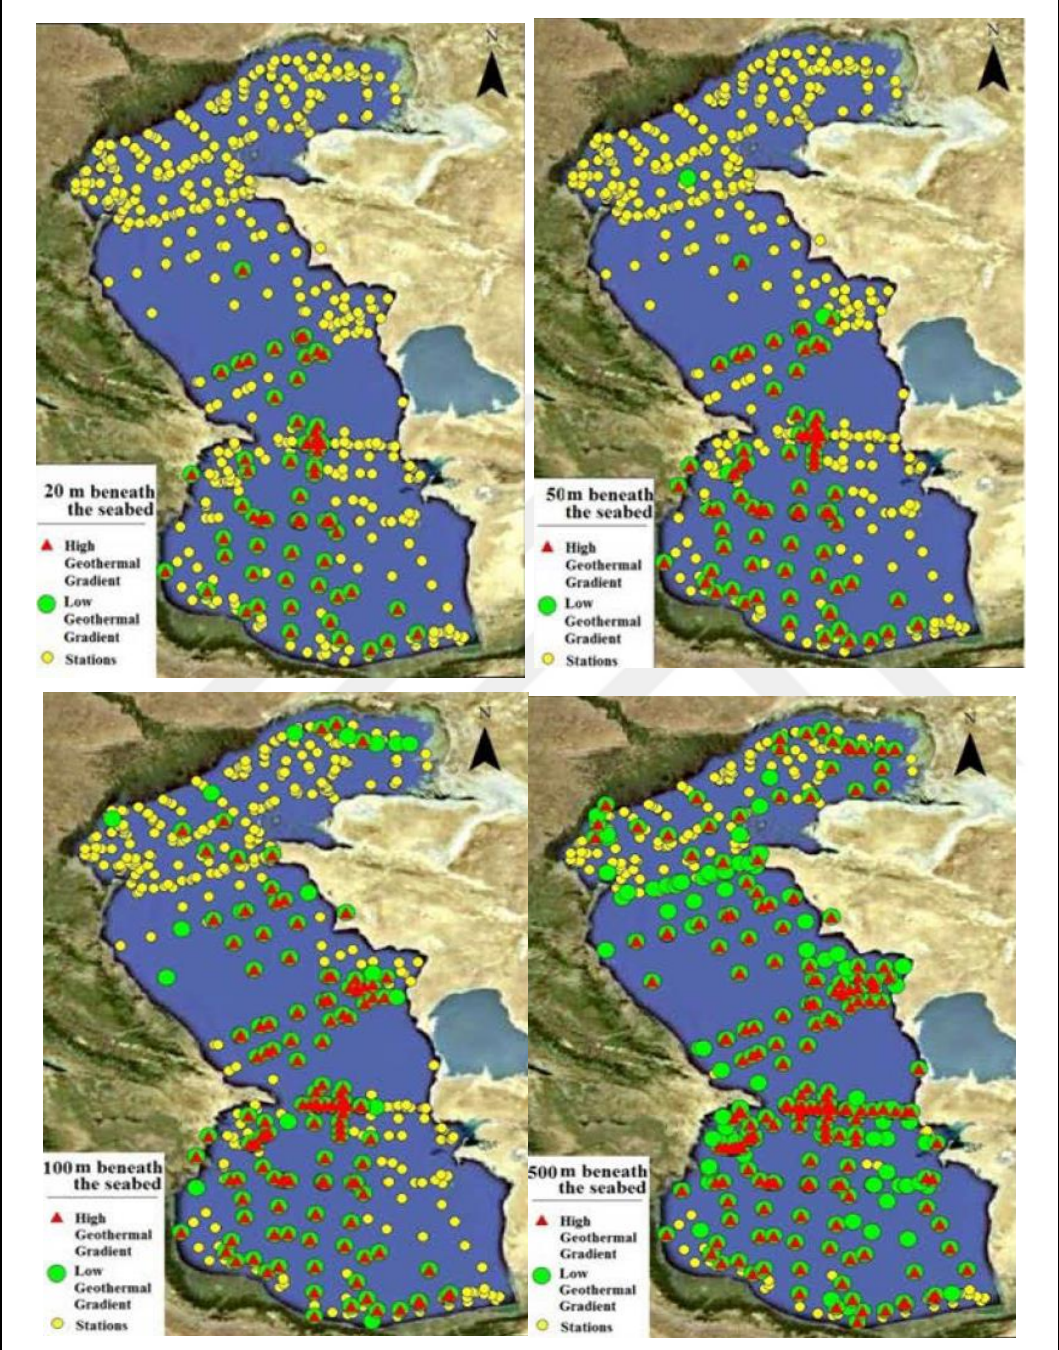 N
N
20 m beneath
the seabed
High
Geothermal
Gradient
Low
Geothermal
Gradient
Stations
50m beneath
the seabed
High
Geothermal
Gradient
Low
Geothermal
Gradient
Stations
N
N
100 m beneath
the seabed
High
Geothermal
Gradient
Low
Geothermal
Gradient
Stations
500 m beneath
the seabed
High
Geothermal
Gradient
Low
Geothermal
Gradient
Stations